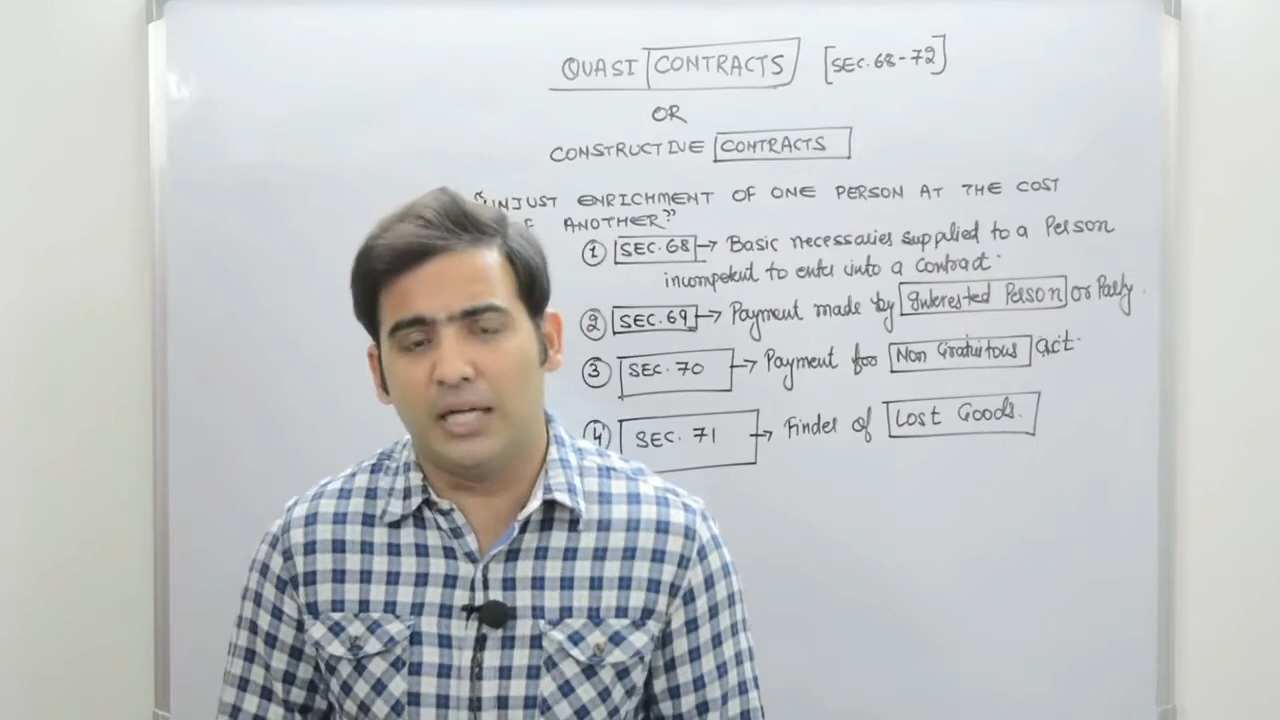 QUASI CONTRACTS [SEC. 68-72]
OR
CONSTRUCTIVE CONTRACTS
"UNJUST ENRICHMENT OF ONE PERSON AT THE COST
ANOTHER"
1 SEC. 68 → Basic necessaries supplied to a Person
incompetent to enter into a Contract.
2 SEC. 69 → Payment made by Interested Person or Party.
3 SEC. 70 → Payment for Non Gratuitous act.
4 SEC. 71 → Finder of Lost Goods.